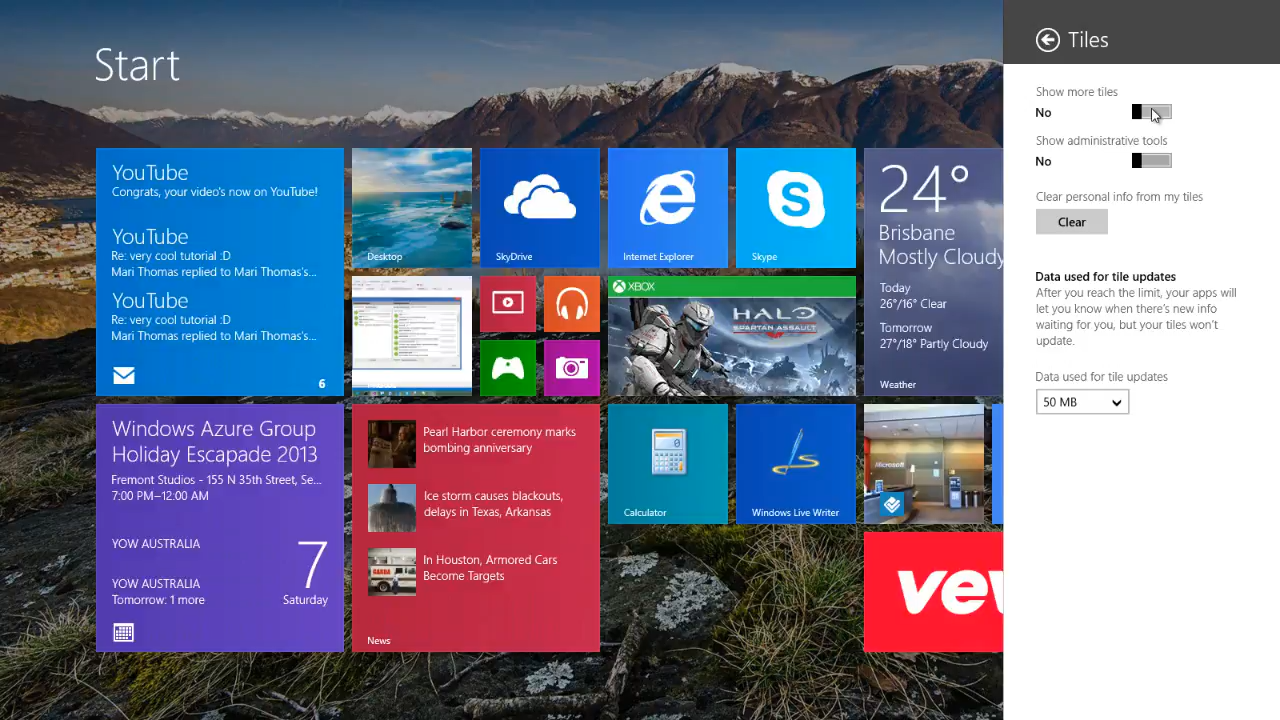 Start
YouTube
Congrats, your video's now on YouTube!
YouTube
Re: very cool tutorial :D
Mari Thomas replied to Mari Thomas's...
YouTube
Re: very cool tutorial :D
Mari Thomas replied to Mari Thomas's...
6
Desktop
SkyDrive
Internet Explorer
Skype
24°
Brisbane
Mostly Cloudy
Today
26°/16° Clear
Tomorrow
27°/18° Partly Cloudy
Weather
XBOX
HALO
SPARTAN ASSAULT
Windows Azure Group
Holiday Escapade 2013
Fremont Studios - 155 N 35th Street, Se...
7:00 PM–12:00 AM
YOW AUSTRALIA
YOW AUSTRALIA
Tomorrow: 1 more
7
Saturday
Pearl Harbor ceremony marks
bombing anniversary
Ice storm causes blackouts,
delays in Texas, Arkansas
GARDA
In Houston, Armored Cars
Become Targets
News
0
Calculator
Windows Live Writer
Microsoft
vev
Tiles
Show more tiles
No
Show administrative tools
No
Clear personal info from my tiles
Clear
Data used for tile updates
After you reach the limit, your apps will
let you know when there's new info
waiting for you, but your tiles won't
update.
Data used for tile updates
50 MB